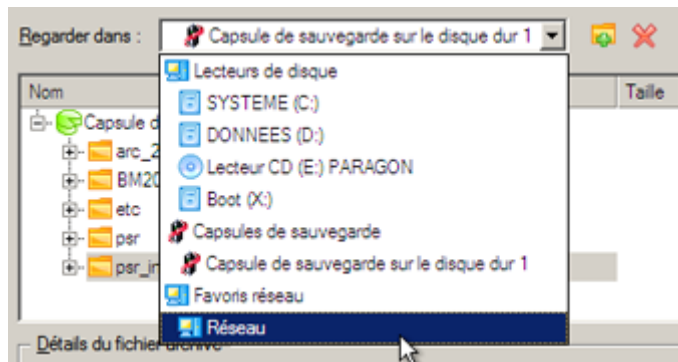 Regarder dans : Capsule de sauvegarde sur le disque dur 1
Lecteurs de disque
Nom Taille
SYSTEME (C:)
Capsule d
DONNEES (D:)
arc_2
Lecteur CD (E:) PARAGON
BM20
Boot (X:)
etc
Capsules de sauvegarde
psr
Capsule de sauvegarde sur le disque dur 1
psr_in
Favoris réseau
Réseau
Détails du fichier archive